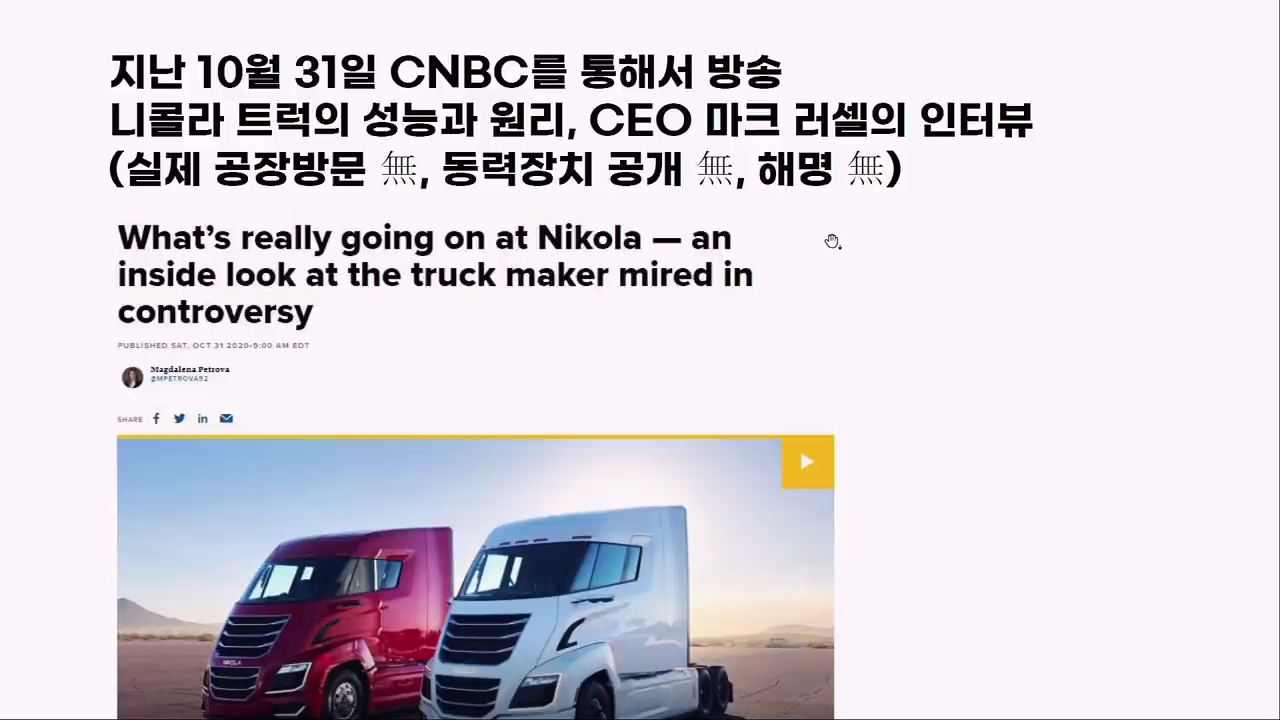 지난 10월 31일 CNBC를 통해서 방송
니콜라 트럭의 성능과 원리, CEO 마크 러셀의 인터뷰
(실제 공장방문 無, 동력장치 공개 無, 해명 無)
What’s really going on at Nikola — an
inside look at the truck maker mired in
controversy
PUBLISHED SAT, OCT 31 2020•9:00 AM EDT
Magdalena Petrova
@MPETROVA92
SHARE
NIKOLA